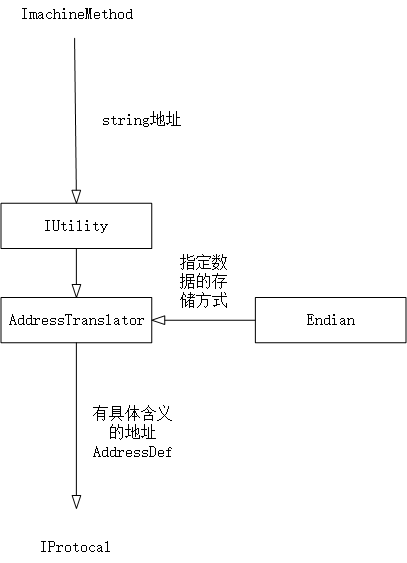 ImachineMethod
string地址
IUtility
指定数
据的存
储方式
AddressTranslator
Endian
有具体含义
的地址
AddressDef
IProtocal